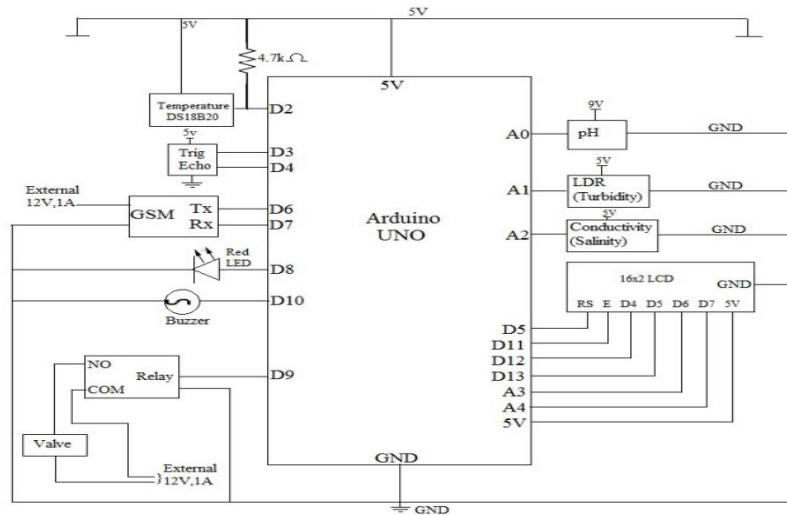 5V
5V
4.7kΩ
5V
Temperature
DS18B20
D2
5v
Trig
Echo
D3
D4
External
12V,1A
GSM
Tx
Rx
D6
D7
Red
LED
D8
Buzzer
D10
NO
COM
Relay
D9
Valve
External
12V,1A
Arduino
UNO
GND
GND
9V
A0
pH
GND
5V
A1
LDR
(Turbidity)
GND
5V
A2
Conductivity
(Salinity)
GND
16x2 LCD
GND
RS E D4 D5 D6 D7 5V
D5
D11
D12
D13
A3
A4
5V